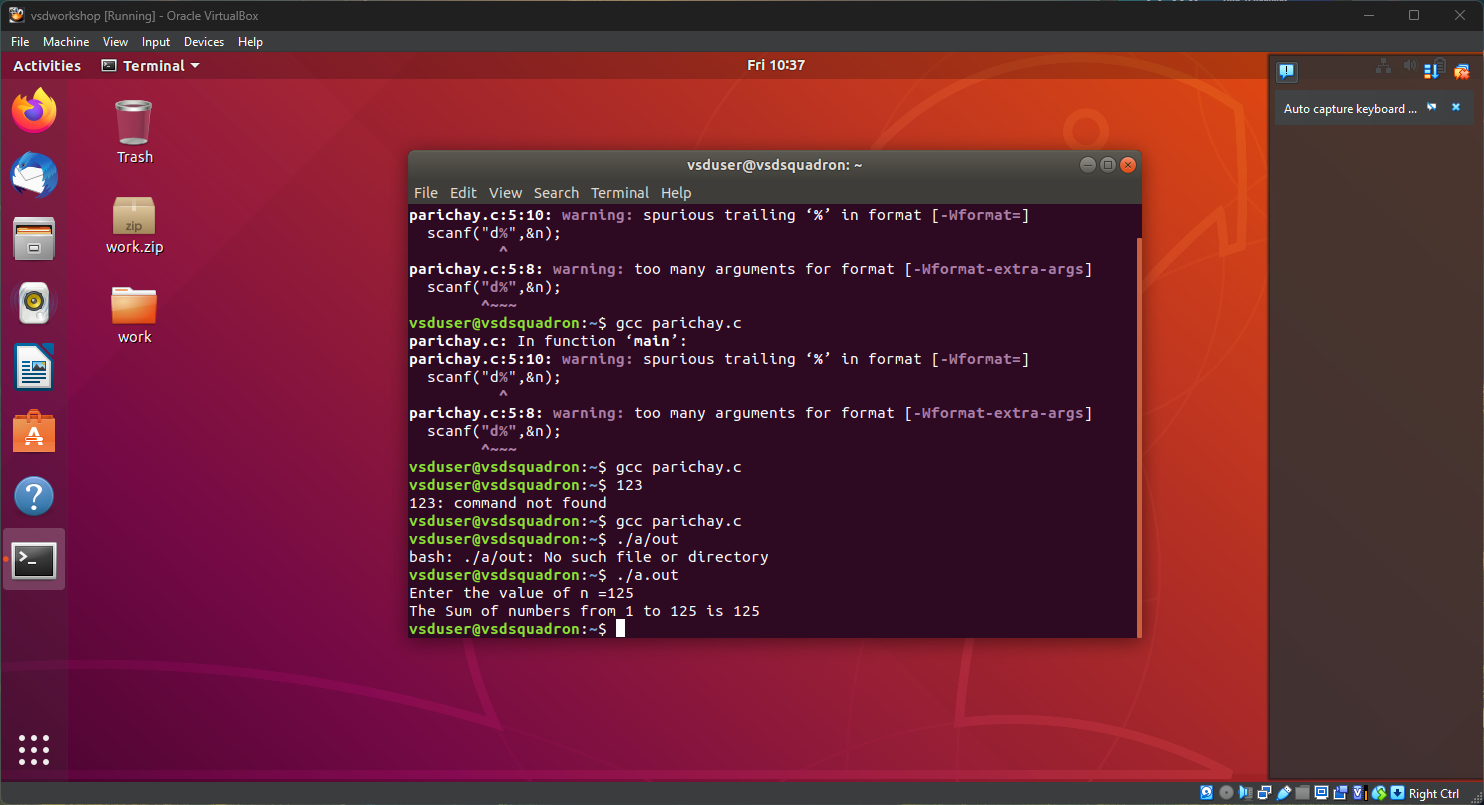 vsdworkshop [Running] - Oracle VirtualBox
File Machine View Input Devices Help
Activities Terminal Fri 10:37
Auto capture keyboard ...
Trash
zip
work.zip
work
vsduser@vsdsquadron: ~
File Edit View Search Terminal Help
parichay.c:5:10: warning: spurious trailing ‘%’ in format [-Wformat=]
scanf("d%",&n);
^
parichay.c:5:8: warning: too many arguments for format [-Wformat-extra-args]
scanf("d%",&n);
^~~~
vsduser@vsdsquadron:~$ gcc parichay.c
parichay.c: In function ‘main’:
parichay.c:5:10: warning: spurious trailing ‘%’ in format [-Wformat=]
scanf("d%",&n);
^
parichay.c:5:8: warning: too many arguments for format [-Wformat-extra-args]
scanf("d%",&n);
^~~~
vsduser@vsdsquadron:~$ gcc parichay.c
vsduser@vsdsquadron:~$ 123
123: command not found
vsduser@vsdsquadron:~$ gcc parichay.c
vsduser@vsdsquadron:~$ ./a/out
bash: ./a/out: No such file or directory
vsduser@vsdsquadron:~$ ./a.out
Enter the value of n =125
The Sum of numbers from 1 to 125 is 125
vsduser@vsdsquadron:~$
Right Ctrl